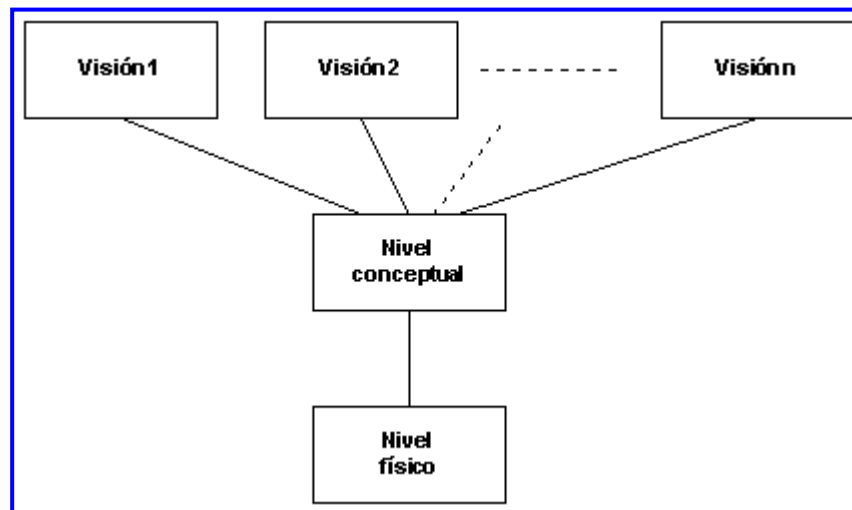 Visión 1
Visión 2
Visión n
Nivel
conceptual
Nivel
físico